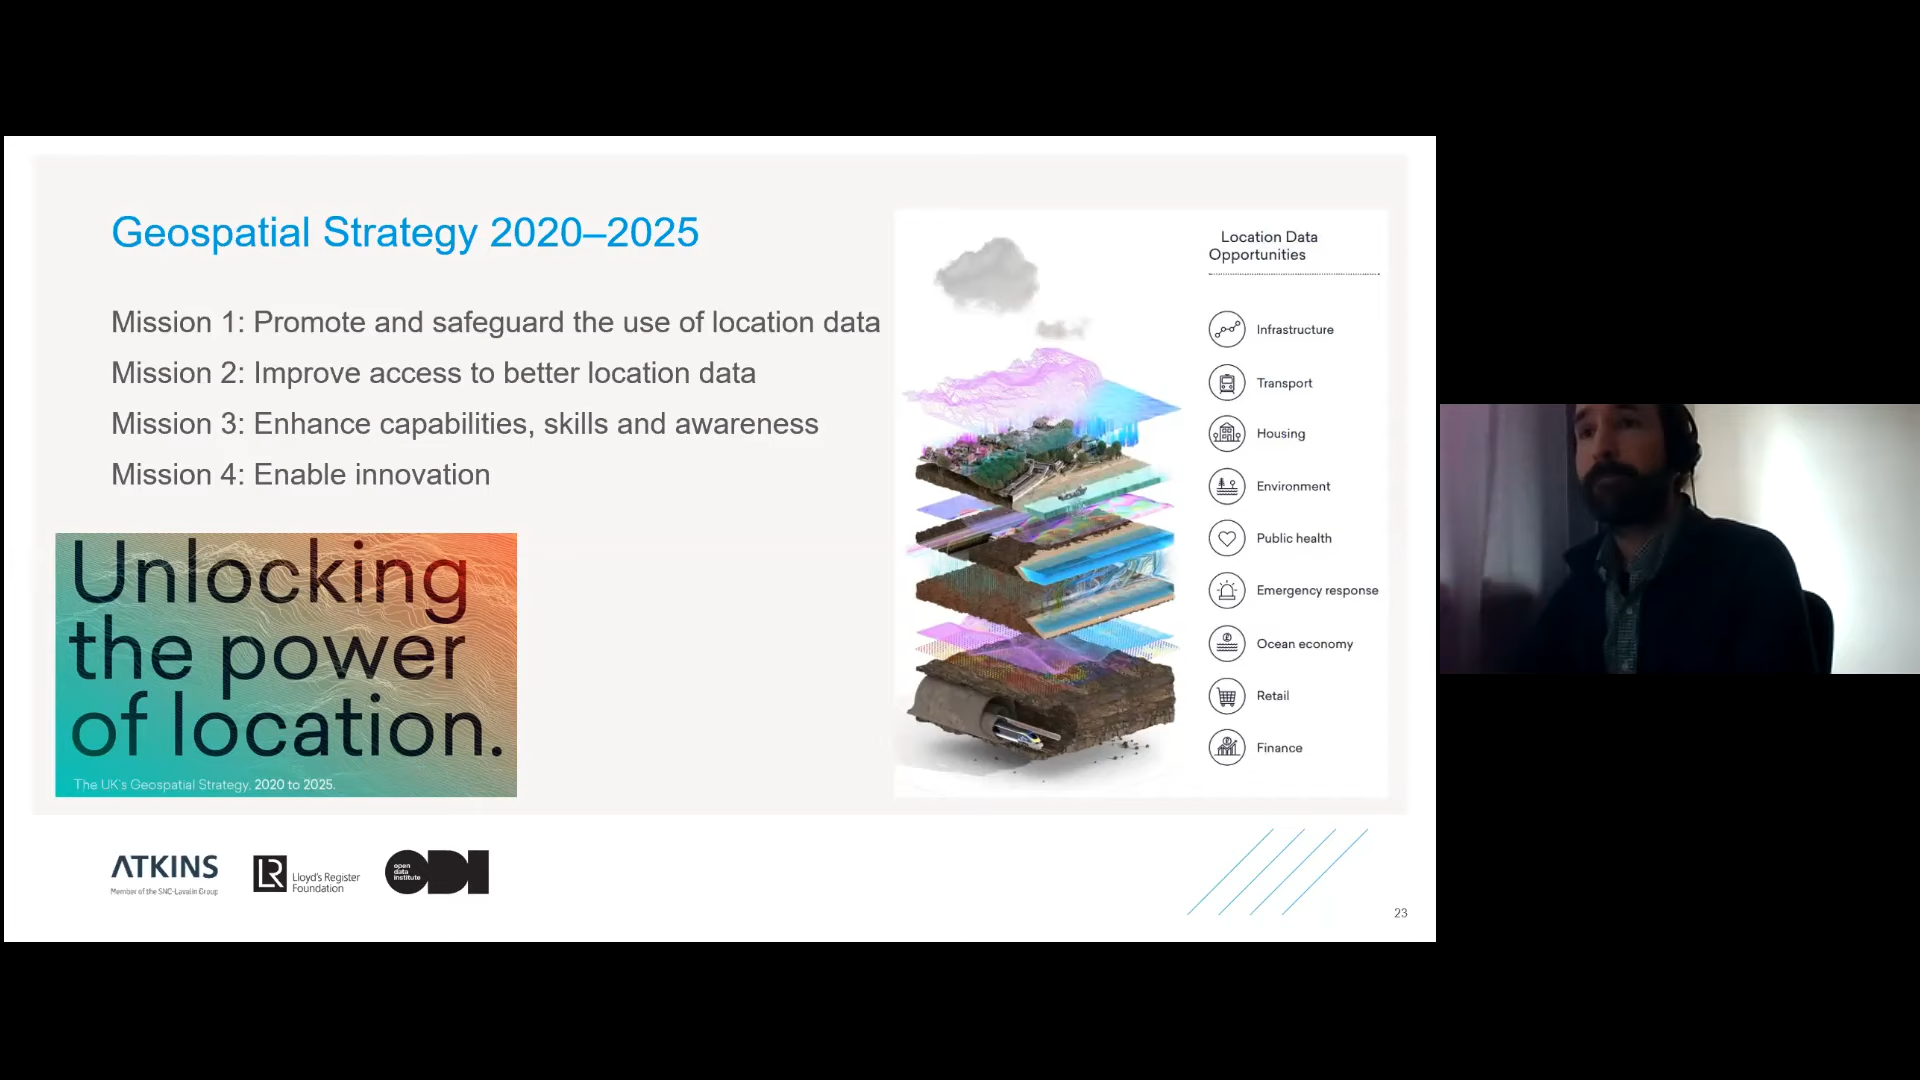 Geospatial Strategy 2020–2025
Mission 1: Promote and safeguard the use of location data
Mission 2: Improve access to better location data
Mission 3: Enhance capabilities, skills and awareness
Mission 4: Enable innovation
Unlocking
the power
of location.
The UK's Geospatial Strategy, 2020 to 2025.
Location Data
Opportunities
Infrastructure
Transport
Housing
Environment
Public health
Emergency response
Ocean economy
Retail
Finance
ATKINS
Member of the SNC-Lavalin Group
LR
Lloyd's Register
Foundation
open
data
institute
ODI
23